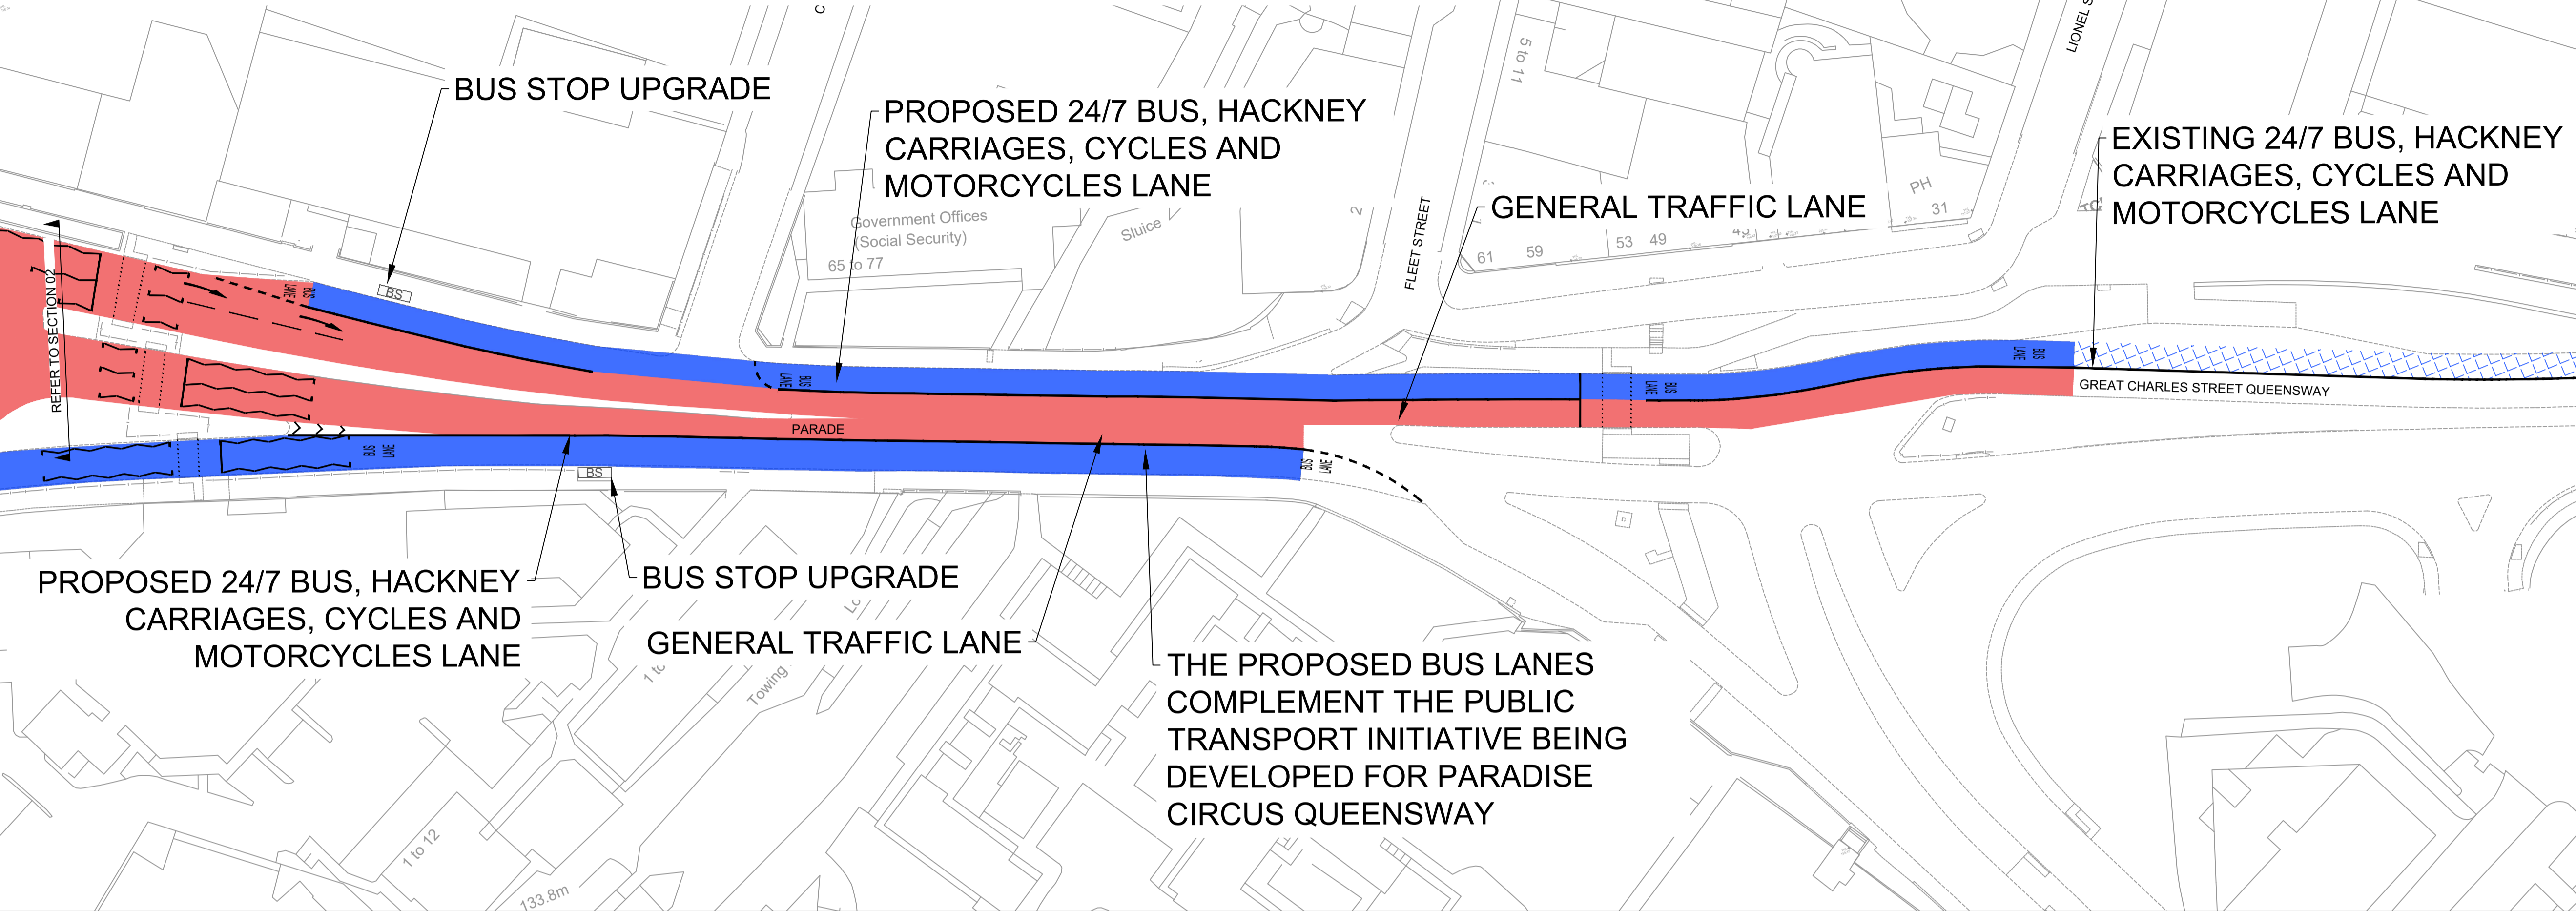 BUS STOP UPGRADE
PROPOSED 24/7 BUS, HACKNEY
CARRIAGES, CYCLES AND
MOTORCYCLES LANE
GENERAL TRAFFIC LANE
EXISTING 24/7 BUS, HACKNEY
CARRIAGES, CYCLES AND
MOTORCYCLES LANE
5 to 11
Government Offices
(Social Security)
65 to 77
Sluice
2
FLEET STREET
61
59
53
49
PH
31
REFER TO SECTION 02
BS
BUS
LANE
BUS
LANE
BUS
LANE
BUS
LANE
GREAT CHARLES STREET QUEENSWAY
PARADE
BUS
LANE
BUS
LANE
BS
PROPOSED 24/7 BUS, HACKNEY
CARRIAGES, CYCLES AND
MOTORCYCLES LANE
BUS STOP UPGRADE
GENERAL TRAFFIC LANE
THE PROPOSED BUS LANES
COMPLEMENT THE PUBLIC
TRANSPORT INITIATIVE BEING
DEVELOPED FOR PARADISE
CIRCUS QUEENSWAY
Towing
1 to 12
133.8m